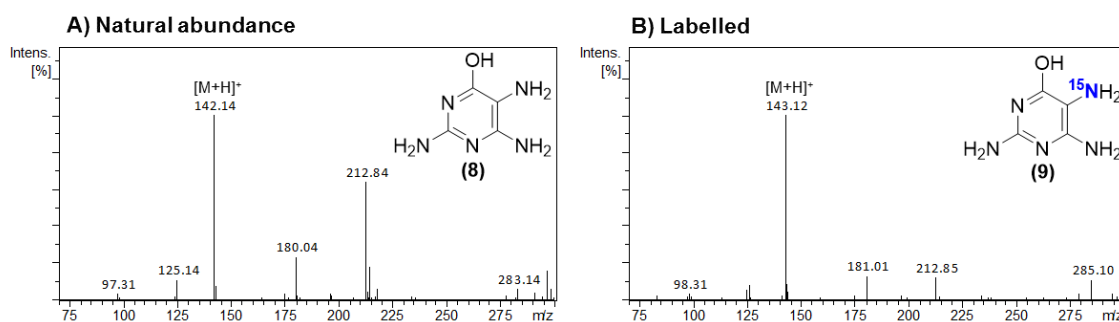 A) Natural abundance
Intens.
[%]
[M+H]+
142.14
OH
N
NH2
H2N
N
NH2
(8)
212.84
180.04
125.14
97.31
283.14
75
100
125
150
175
200
225
250
275
m/z
B) Labelled
Intens.
[%]
[M+H]+
143.12
OH
15NH2
N
H2N
N
NH2
(9)
181.01
212.85
98.31
285.10
75
100
125
150
175
200
225
250
275
m/z